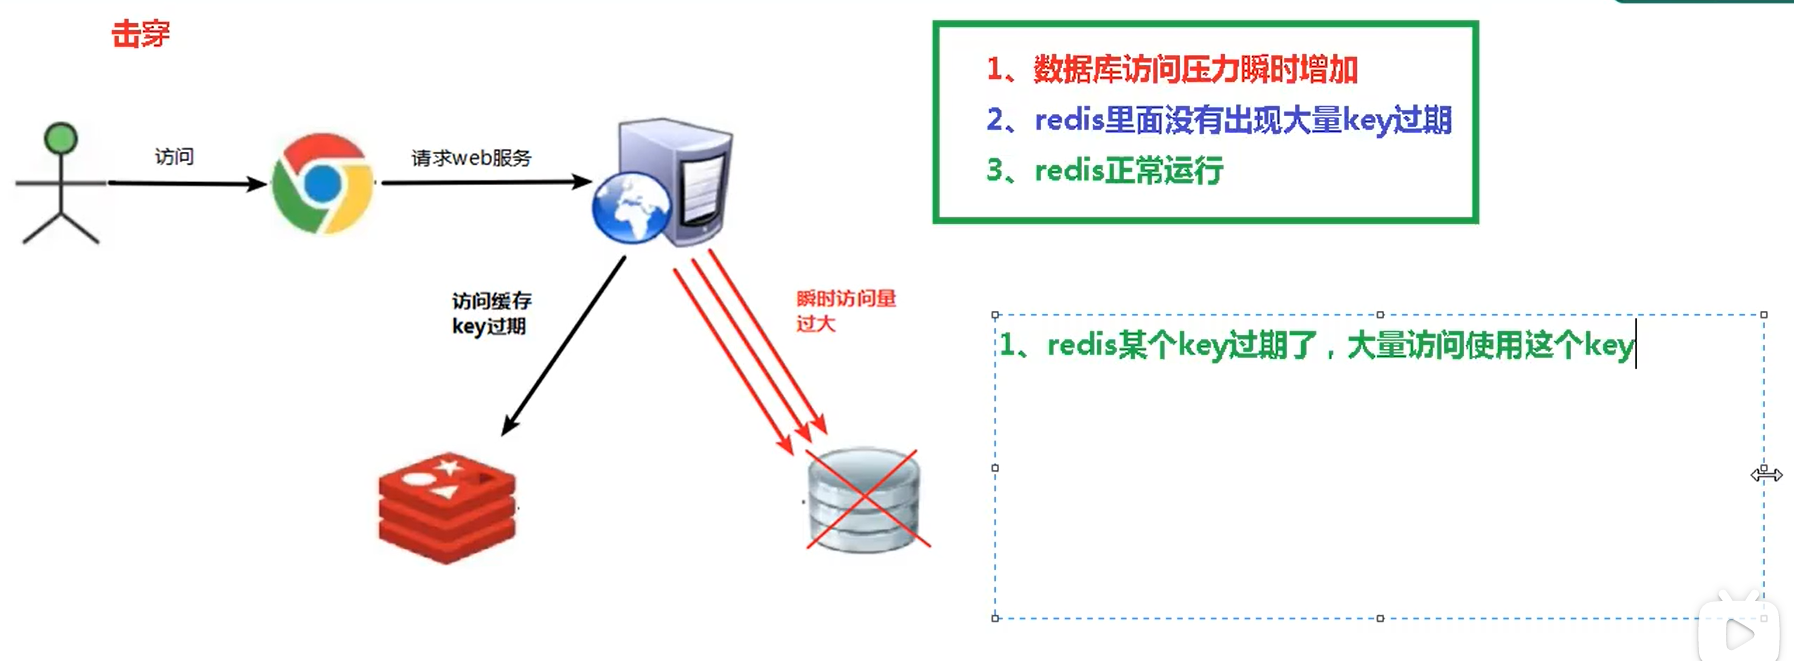 击穿
访问
请求web服务
访问缓存
key过期
瞬时访问量
过大
1、数据库访问压力瞬时增加
2、redis里面没有出现大量key过期
3、redis正常运行
1、redis某个key过期了，大量访问使用这个key